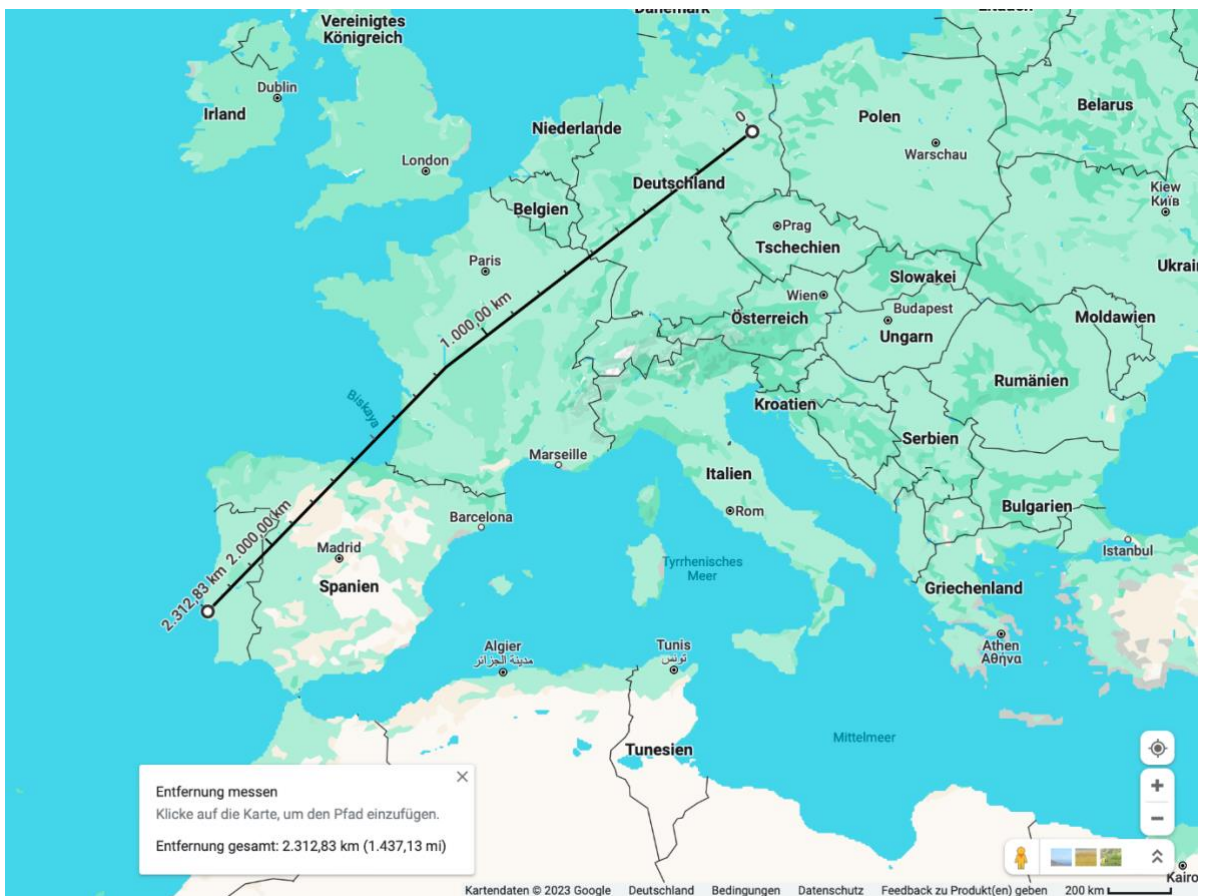 Vereinigtes
Königreich
Dänemark
Litauen
Dublin
Irland
Belarus
Niederlande
0
Polen
London
Warschau
Deutschland
Belgien
Kiew
Київ
Prag
Tschechien
Paris
Slowakei
Ukrai
Wien
Budapest
Österreich
Ungarn
Moldawien
1.000,00 km
Rumänien
Biskaya
Kroatien
Serbien
Marseille
Italien
Rom
Bulgarien
Barcelona
2.000,00 km
Madrid
Istanbul
Tyrrhenisches
Meer
Spanien
Griechenland
2.312,83 km
Algier
مدينة الجزائر
Tunis
تونس
Athen
Αθήνα
Tunesien
Mittelmeer
Entfernung messen
Klicke auf die Karte, um den Pfad einzufügen.
Entfernung gesamt: 2.312,83 km (1.437,13 mi)
Kairo
Kartendaten © 2023 Google Deutschland Bedingungen Datenschutz Feedback zu Produkt(en) geben 200 km